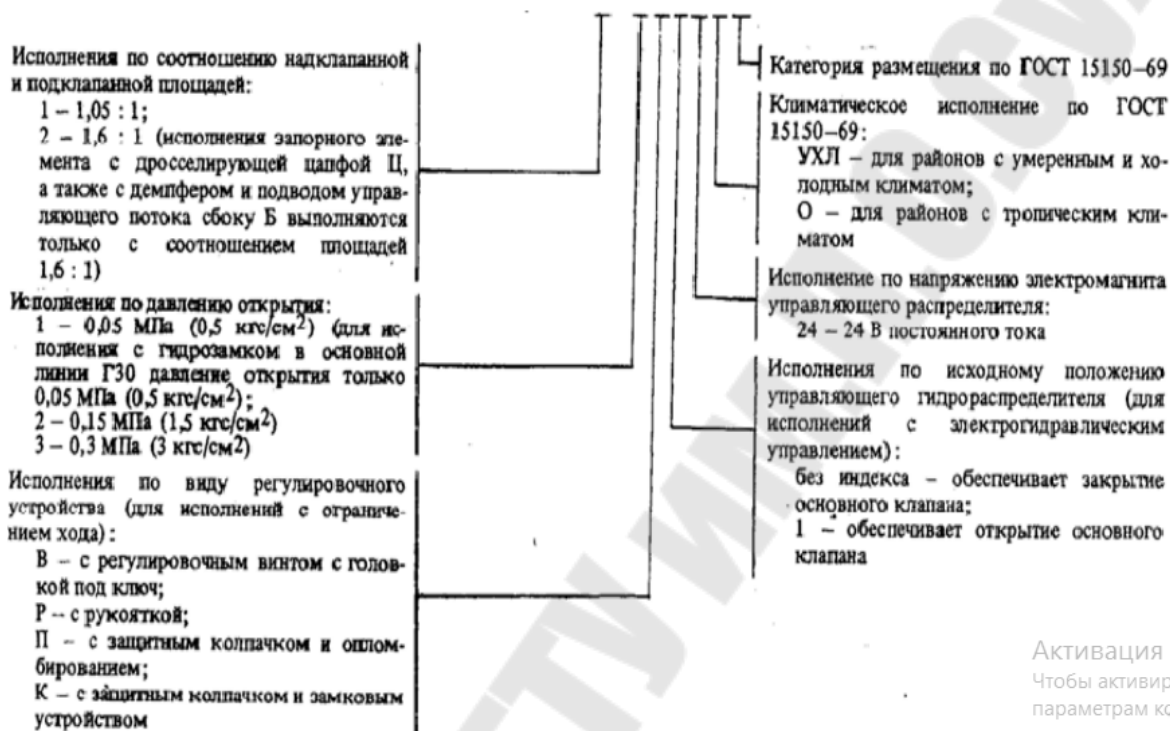 Исполнения по соотношению надклапанной
и подклапанной площадей:
1 – 1,05 : 1;
2 – 1,6 : 1 (исполнения запорного эле-
мента с дросселирующей цапфой Ц,
а также с демпфером и подводом управ-
ляющего потока сбоку Б выполняются
только с соотношением площадей
1,6 : 1)
Исполнения по давлению открытия:
1 – 0,05 МПа (0,5 кгс/см²) (для ис-
полнения с гидрозамком в основной
линии Г30 давление открытия только
0,05 МПа (0,5 кгс/см²);
2 – 0,15 МПа (1,5 кгс/см²)
3 – 0,3 МПа (3 кгс/см²)
Исполнения по виду регулировочного
устройства (для исполнений с ограниче-
нием хода) :
В – с регулировочным винтом с голов-
кой под ключ;
Р – с рукояткой;
П – с защитным колпачком и оплом-
бированием;
К – с защитным колпачком и замковым
устройством
Категория размещения по ГОСТ 15150–69
Климатическое исполнение по ГОСТ
15150–69:
УХЛ – для районов с умеренным и хо-
лодным климатом;
О – для районов с тропическим кли-
матом
Исполнение по напряжению электромагнита
управляющего распределителя:
24 – 24 В постоянного тока
Исполнения по исходному положению
управляющего гидрораспределителя (для
исполнений с электрогидравлическим
управлением) :
без индекса – обеспечивает закрытие
основного клапана;
1 – обеспечивает открытие основного
клапана
Активация
Чтобы активир
параметрам ко